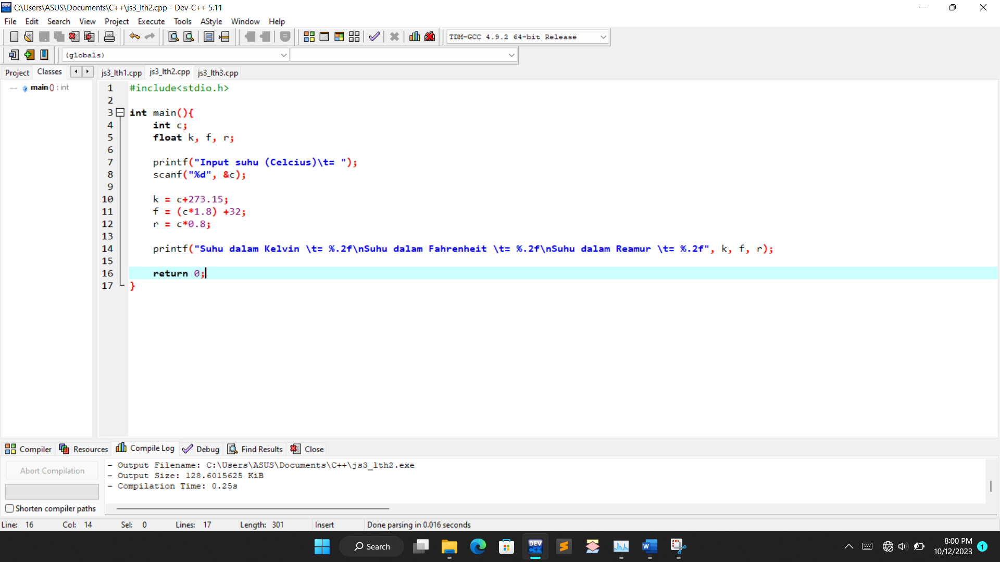 C:\Users\ASUS\Documents\C++\js3_lth2.cpp - Dev-C++ 5.11
File Edit Search View Project Execute Tools AStyle Window Help
TDM-GCC 4.9.2 64-bit Release
(globals)
Project Classes js3_lth1.cpp js3_lth2.cpp js3_lth3.cpp
main() : int
1 #include<stdio.h>
2
3 int main(){
4 int c;
5 float k, f, r;
6
7 printf("Input suhu (Celcius)\t= ");
8 scanf("%d", &c);
9
10 k = c+273.15;
11 f = (c*1.8) +32;
12 r = c*0.8;
13
14 printf("Suhu dalam Kelvin \t= %.2f\nSuhu dalam Fahrenheit \t= %.2f\nSuhu dalam Reamur \t= %.2f", k, f, r);
15
16 return 0;
17 }
Compiler Resources Compile Log Debug Find Results Close
Abort Compilation
Shorten compiler paths
- Output Filename: C:\Users\ASUS\Documents\C++\js3_lth2.exe
- Output Size: 128.6015625 KiB
- Compilation Time: 0.25s
Line: 16 Col: 14 Sel: 0 Lines: 17 Length: 301 Insert Done parsing in 0.016 seconds
Search
DEV C++
8:00 PM
10/12/2023
1